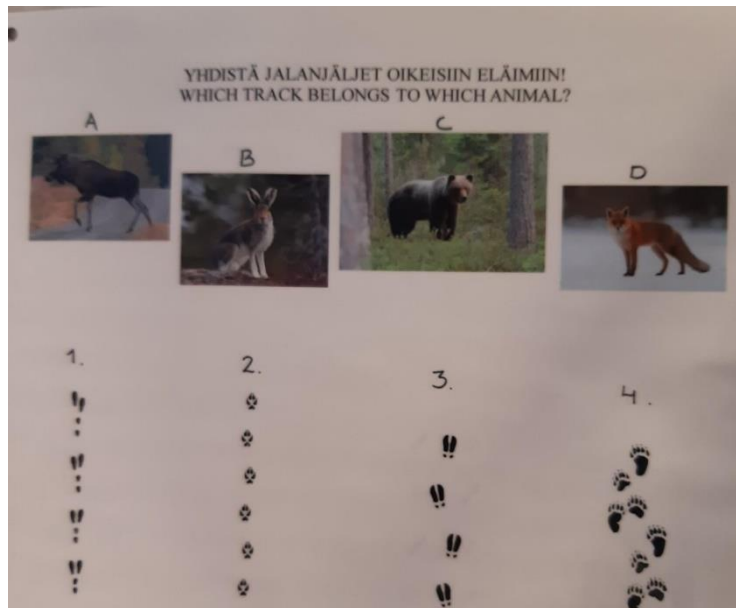 YHDISTÄ JALANJÄLJET OIKEISIIN ELÄIMIIN!
WHICH TRACK BELONGS TO WHICH ANIMAL?
A
B
C
D
1.
2.
3.
4.